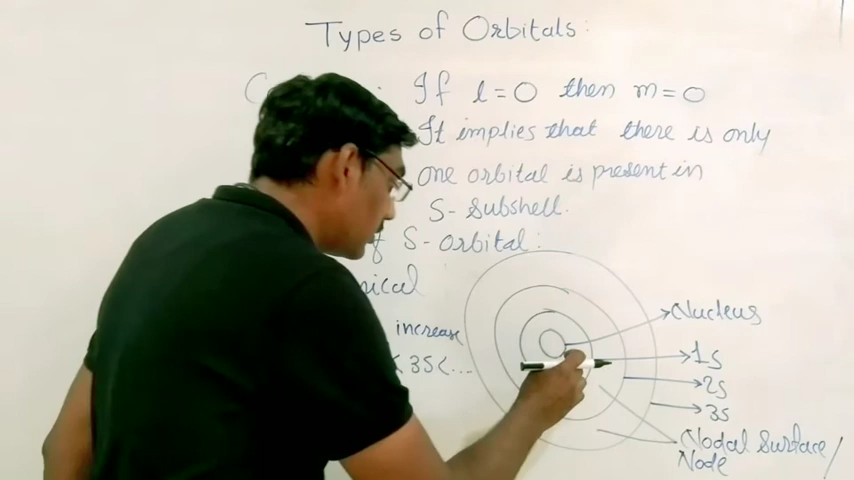 Types of Orbitals:
If l=0 then m=0
It implies that there is only
one orbital is present in
S-Subshell.
S-orbital:
Nucleus
increase
1s
<3s<...
2s
3s
Nodal Surface/
Node